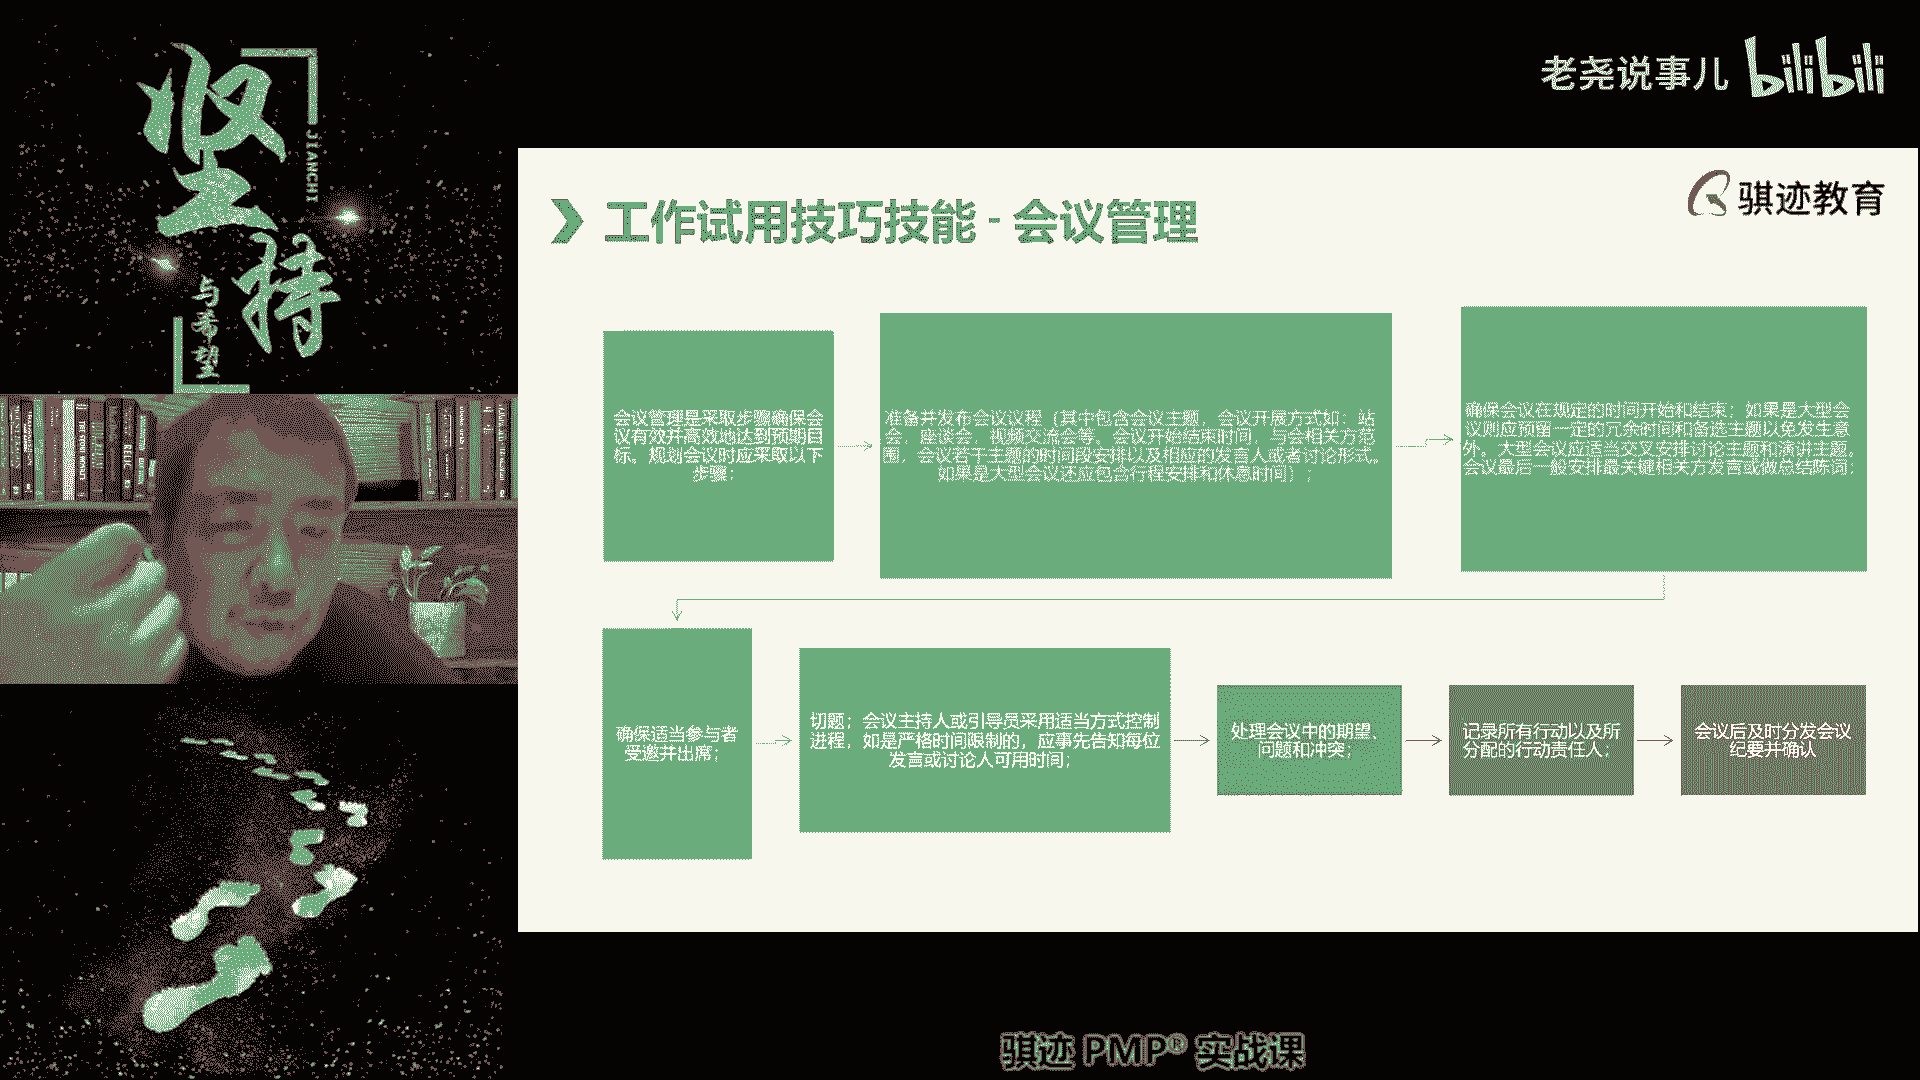 坚持
JIANCHI
与希望
老尧说事儿 bilibili
骐迹教育
工作试用技巧技能 - 会议管理
会议管理是采取步骤确保会
议有效并高效地达到预期目
标。规划会议时应采取以下
步骤：
准备并发布会议议程（其中包含会议主题，会议开展方式如：站
会，座谈会，视频交流会等。会议开始结束时间，与会相关方范
围，会议若干主题的时间段安排以及相应的发言人或者讨论形式。
如果是大型会议还应包含行程安排和休息时间）；
确保会议在规定的时间开始和结束；如果是大型会
议则应预留一定的冗余时间和备选主题以免发生意
外。大型会议应适当交叉安排讨论主题和演讲主题。
会议最后一般安排最关键相关方发言或做总结陈词；
确保适当参与者
受邀并出席；
切题；会议主持人或引导员采用适当方式控制
进程，如是严格时间限制的，应事先告知每位
发言或讨论人可用时间；
处理会议中的期望、
问题和冲突；
记录所有行动以及所
分配的行动责任人；
会议后及时分发会议
纪要并确认
骐迹 PMP® 实战课